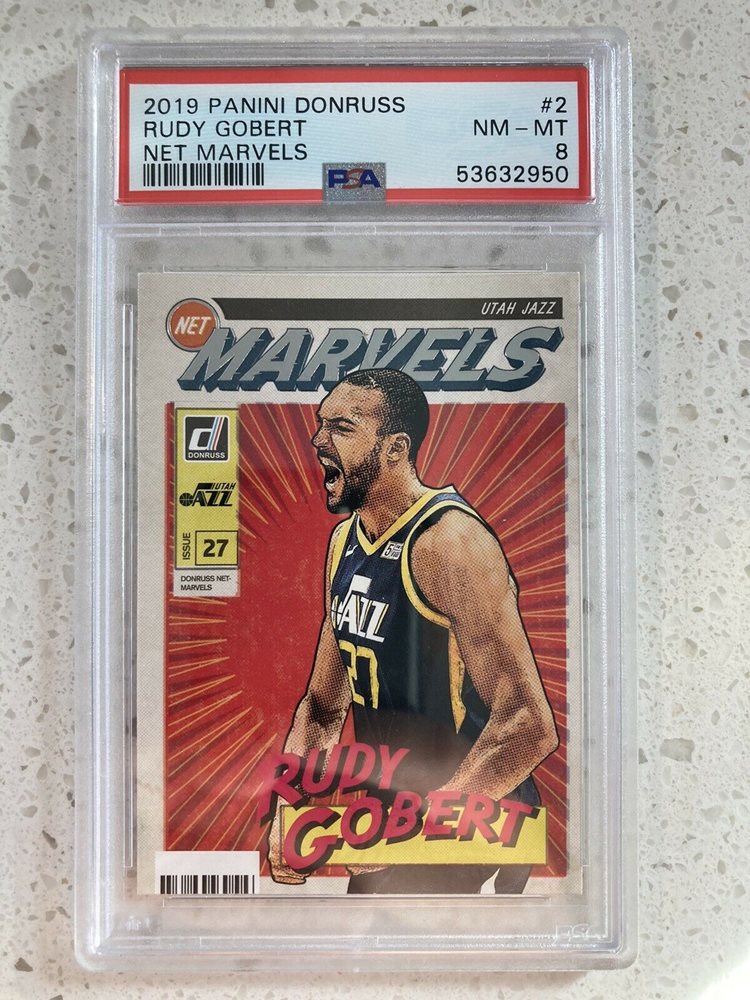 2019 PANINI DONRUSS #2
RUDY GOBERT NM - MT
NET MARVELS 8
PSA 53632950
UTAH JAZZ
NET
MARVELS
d
DONRUSS
UTAH
JAZZ
ISSUE 27
DONRUSS NET-
MARVELS
5
JAZZ
27
RUDY
GOBERT